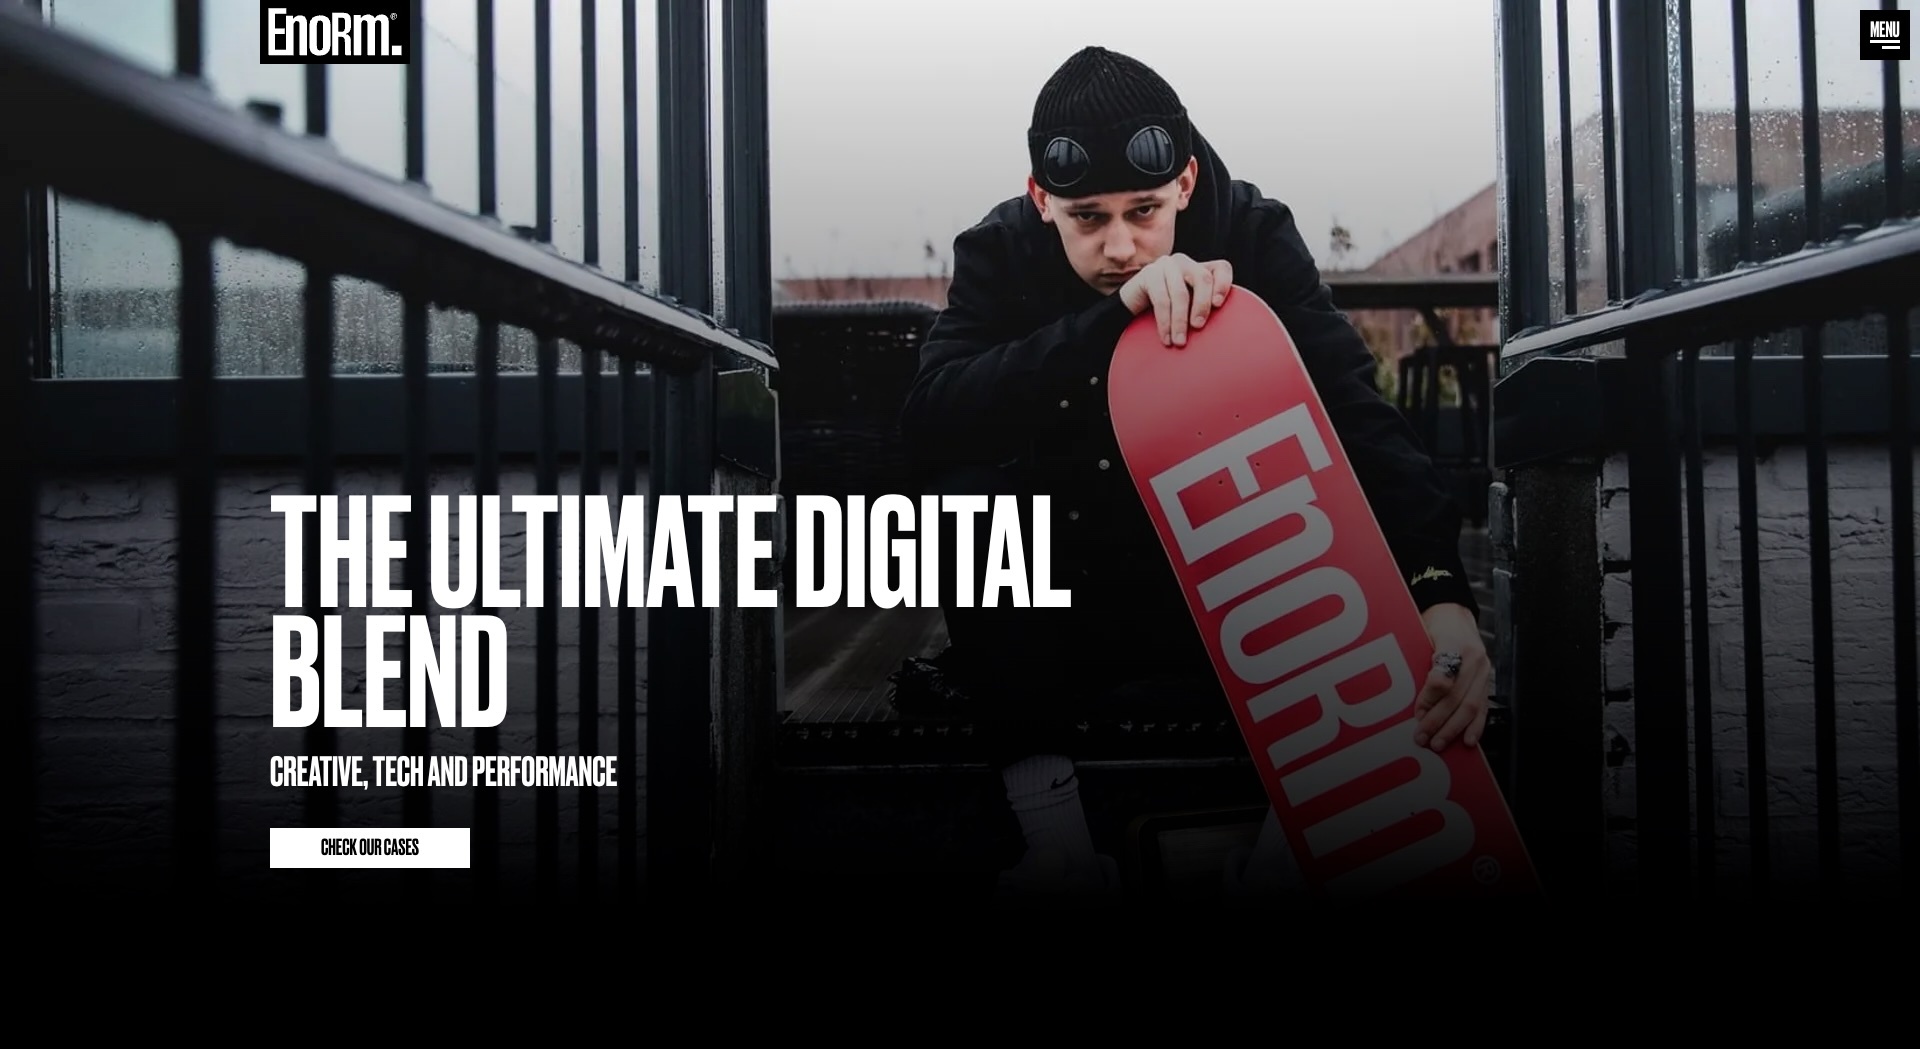 EnoRm.®
MENU
THE ULTIMATE DIGITAL
BLEND
CREATIVE, TECH AND PERFORMANCE
CHECK OUR CASES
EnoRm®